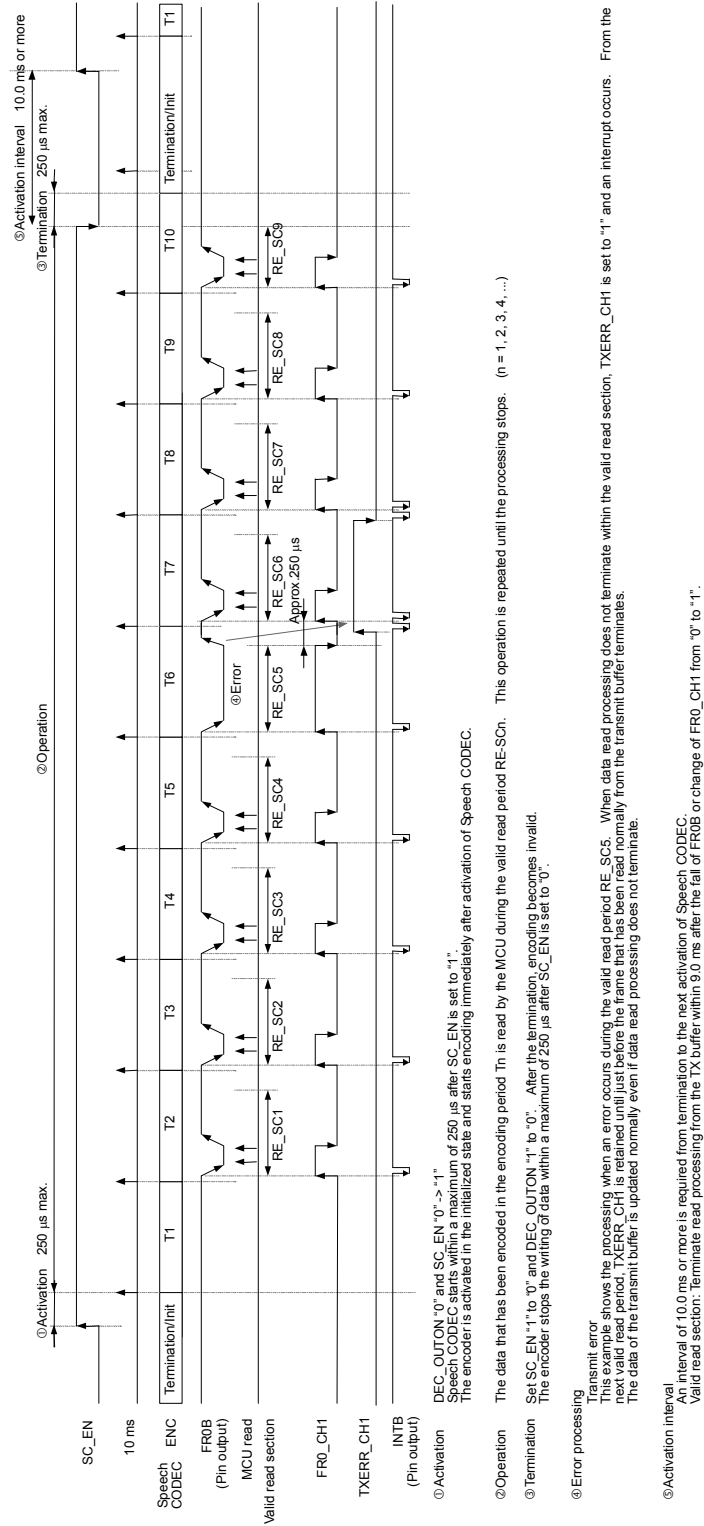 ⑤Activation interval 10.0 ms or more
①Activation 250 μs max.
②Operation
③Termination 250 μs max.
SC_EN
10 ms
Speech CODEC ENC
Termination/Init T1 T2 T3 T4 T5 T6 T7 T8 T9 T10 Termination/Init T1
FR0B
(Pin output)
④Error
MCU read
Valid read section
RE_SC1 RE_SC2 RE_SC3 RE_SC4 RE_SC5 RE_SC6 RE_SC7 RE_SC8 RE_SC9
Approx.250 μs
FR0_CH1
TXERR_CH1
INTB
(Pin output)
①Activation DEC_OUTON “0” and SC_EN “0” -> “1”
Speech CODEC starts within a maximum of 250 μs after SC_EN is set to “1”.
The encoder is activated in the initialized state and starts encoding immediately after activation of Speech CODEC.
②Operation The data that has been encoded in the encoding period Tn is read by the MCU during the valid read period RE-SCn. This operation is repeated until the processing stops. (n = 1, 2, 3, 4, ...)
③Termination Set SC_EN “1” to “0” and DEC_OUTON “1” to “0”. After the termination, encoding becomes invalid.
The encoder stops the writing of data within a maximum of 250 μs after SC_EN is set to “0”.
④Error processing
Transmit error
This example shows the processing when an error occurs during the valid read period RE_SC5. When data read processing does not terminate within the valid read section, TXERR_CH1 is set to “1” and an interrupt occurs. From the
next valid read period, TXERR_CH1 is retained until just before the frame that has been read normally from the transmit buffer terminates.
The data of the transmit buffer is updated normally even if data read processing does not terminate.
⑤Activation interval
An interval of 10.0 ms or more is required from termination to the next activation of Speech CODEC.
Valid read section: Terminate read processing from the TX buffer within 9.0 ms after the fall of FR0B or change of FR0_CH1 from “0” to “1”.